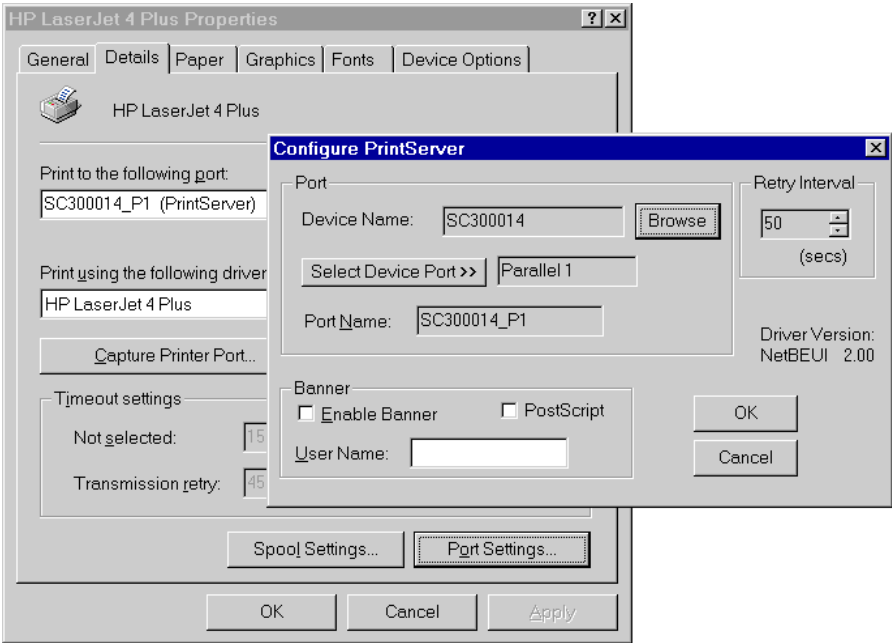 HP LaserJet 4 Plus Properties
General Details Paper Graphics Fonts Device Options
HP LaserJet 4 Plus
Print to the following port:
SC300014_P1 (PrintServer)
Print using the following driver
HP LaserJet 4 Plus
Capture Printer Port...
Timeout settings
Not selected: 15
Transmission retry: 45
Spool Settings... Port Settings...
OK Cancel Apply
Configure PrintServer
Port
Device Name: SC300014 Browse
Select Device Port >> Parallel 1
Port Name: SC300014_P1
Retry Interval
50
(secs)
Driver Version:
NetBEUI 2.00
Banner
Enable Banner PostScript
User Name:
OK
Cancel